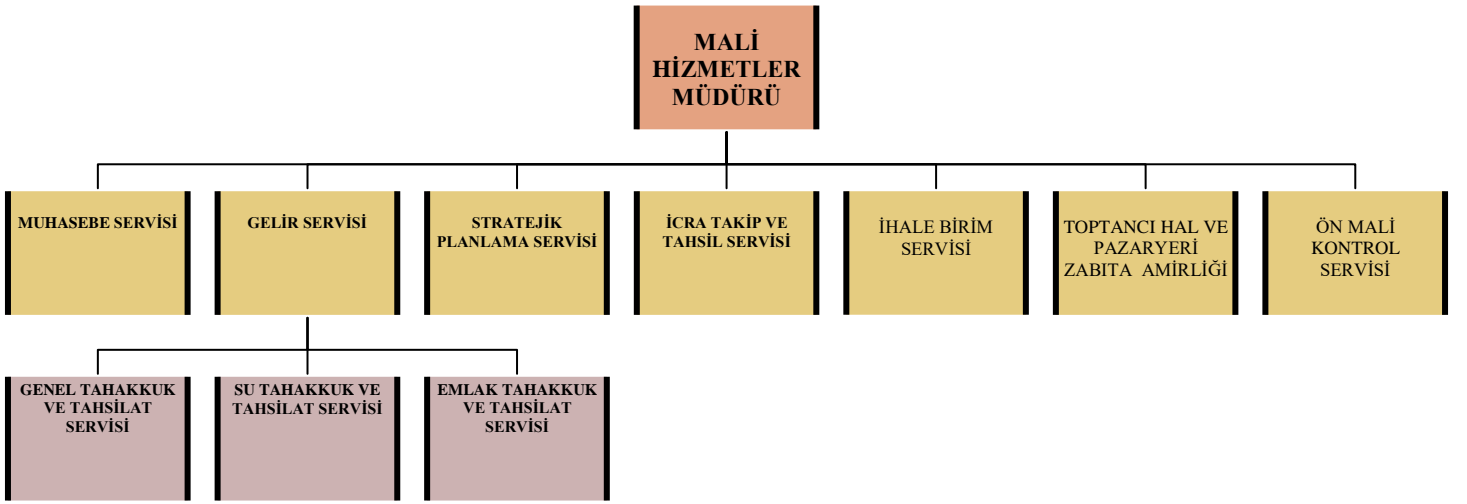 MALİ
HİZMETLER
MÜDÜRÜ
MUHASEBE SERVİSİ
GELİR SERVİSİ
STRATEJİK
PLANLAMA SERVİSİ
İCRA TAKİP VE
TAHSİL SERVİSİ
İHALE BİRİM
SERVİSİ
TOPTANCI HAL VE
PAZARYERİ
ZABITA AMİRLİĞİ
ÖN MALİ
KONTROL
SERVİSİ
GENEL TAHAKKUK
VE TAHSİLAT
SERVİSİ
SU TAHAKKUK VE
TAHSİLAT SERVİSİ
EMLAK TAHAKKUK
VE TAHSİLAT
SERVİSİ